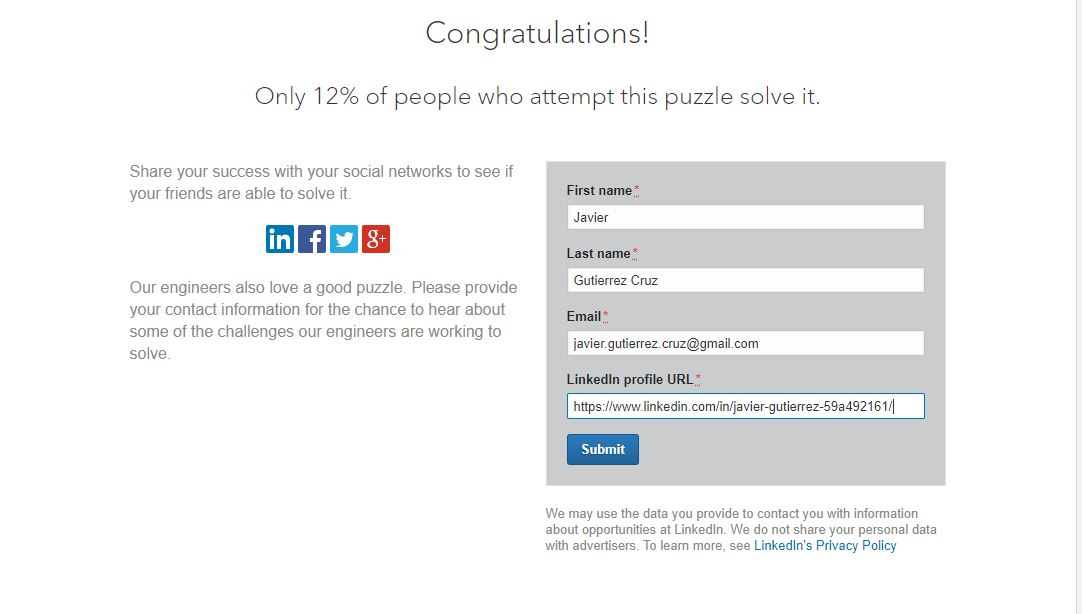 Congratulations!
Only 12% of people who attempt this puzzle solve it.
Share your success with your social networks to see if
your friends are able to solve it.
in f g+
Our engineers also love a good puzzle. Please provide
your contact information for the chance to hear about
some of the challenges our engineers are working to
solve.
First name*
Javier
Last name*
Gutierrez Cruz
Email*
javier.gutierrez.cruz@gmail.com
LinkedIn profile URL*
https://www.linkedin.com/in/javier-gutierrez-59a492161/
Submit
We may use the data you provide to contact you with information
about opportunities at LinkedIn. We do not share your personal data
with advertisers. To learn more, see LinkedIn's Privacy Policy